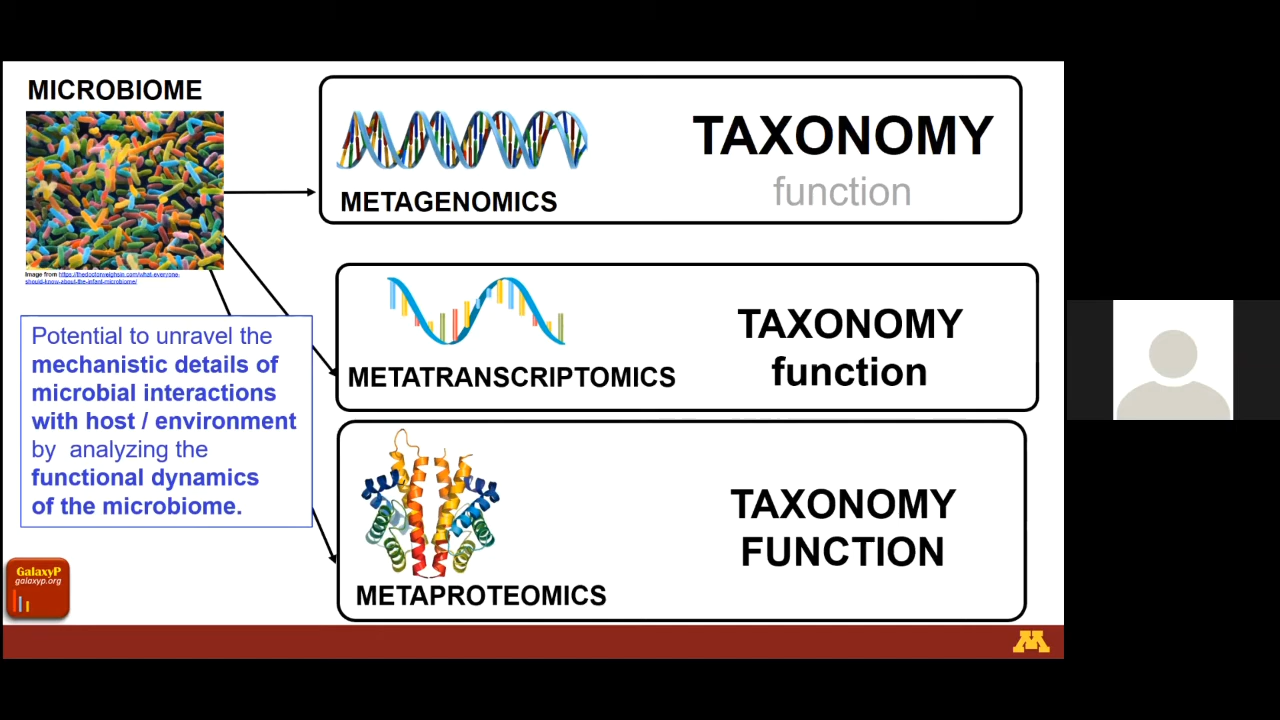 MICROBIOME
Image from https://thedoctorweighsin.com/what-everyone-
should-know-about-the-infant-microbiome/
METAGENOMICS
TAXONOMY
function
METATRANSCRIPTOMICS
TAXONOMY
function
Potential to unravel the
mechanistic details of
microbial interactions
with host / environment
by analyzing the
functional dynamics
of the microbiome.
METAPROTEOMICS
TAXONOMY
FUNCTION
GalaxyP
galaxyp.org
M